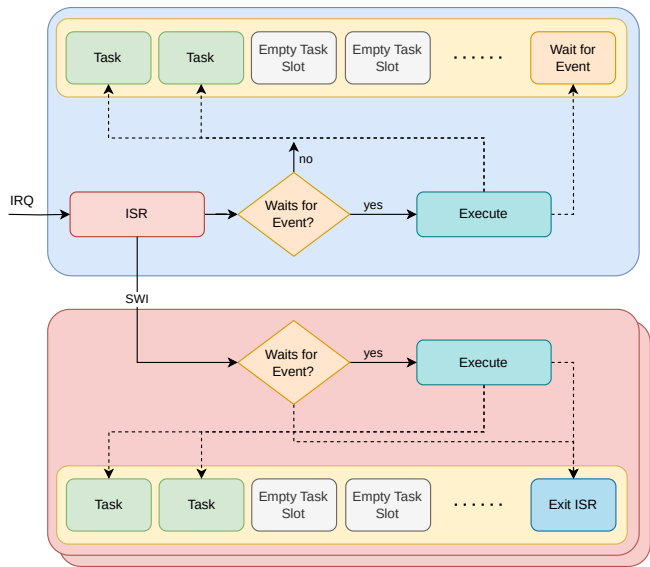 Task
Task
Empty Task
Slot
Empty Task
Slot
......
Wait for
Event
no
IRQ
ISR
Waits for
Event?
yes
Execute
SWI
Waits for
Event?
yes
Execute
Task
Task
Empty Task
Slot
Empty Task
Slot
......
Exit ISR